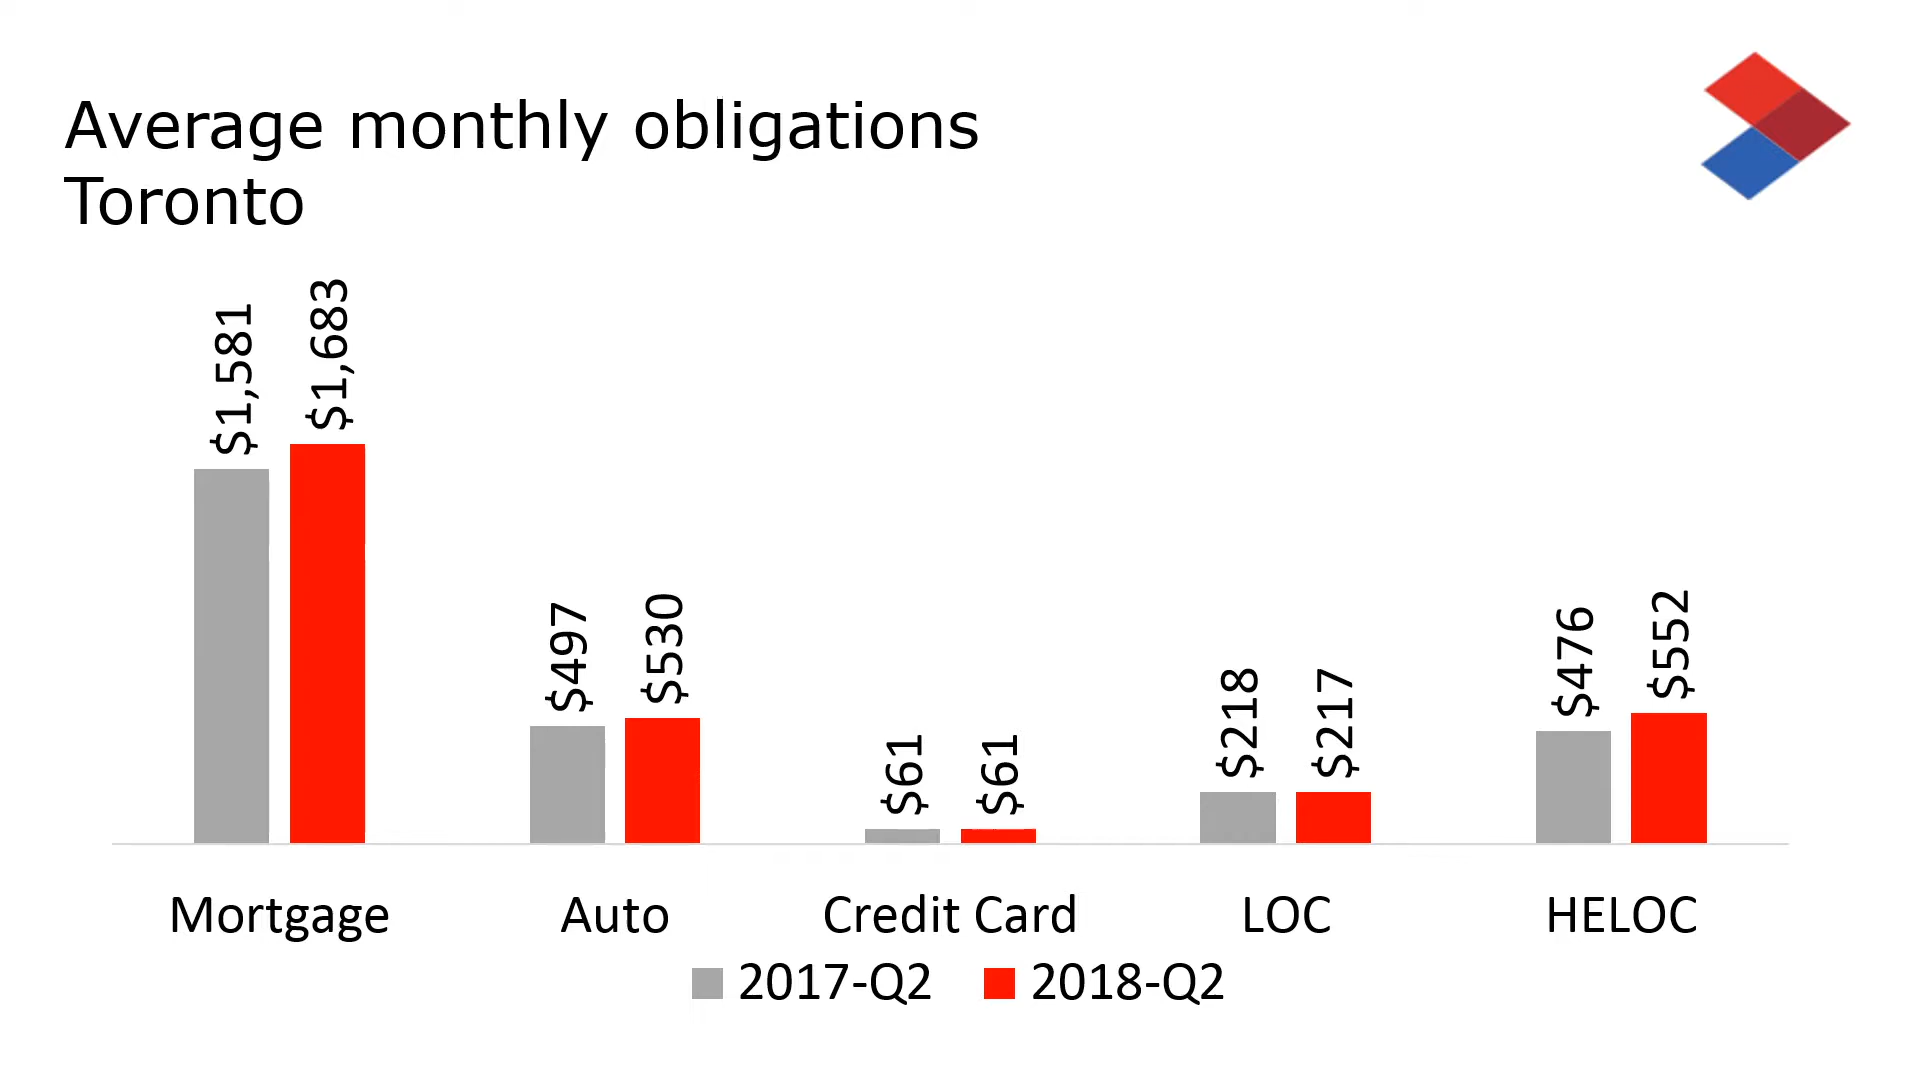 Average monthly obligations
Toronto
$1,581
$1,683
$497
$530
$61
$61
$218
$217
$476
$552
Mortgage
Auto
Credit Card
LOC
HELOC
2017-Q2
2018-Q2